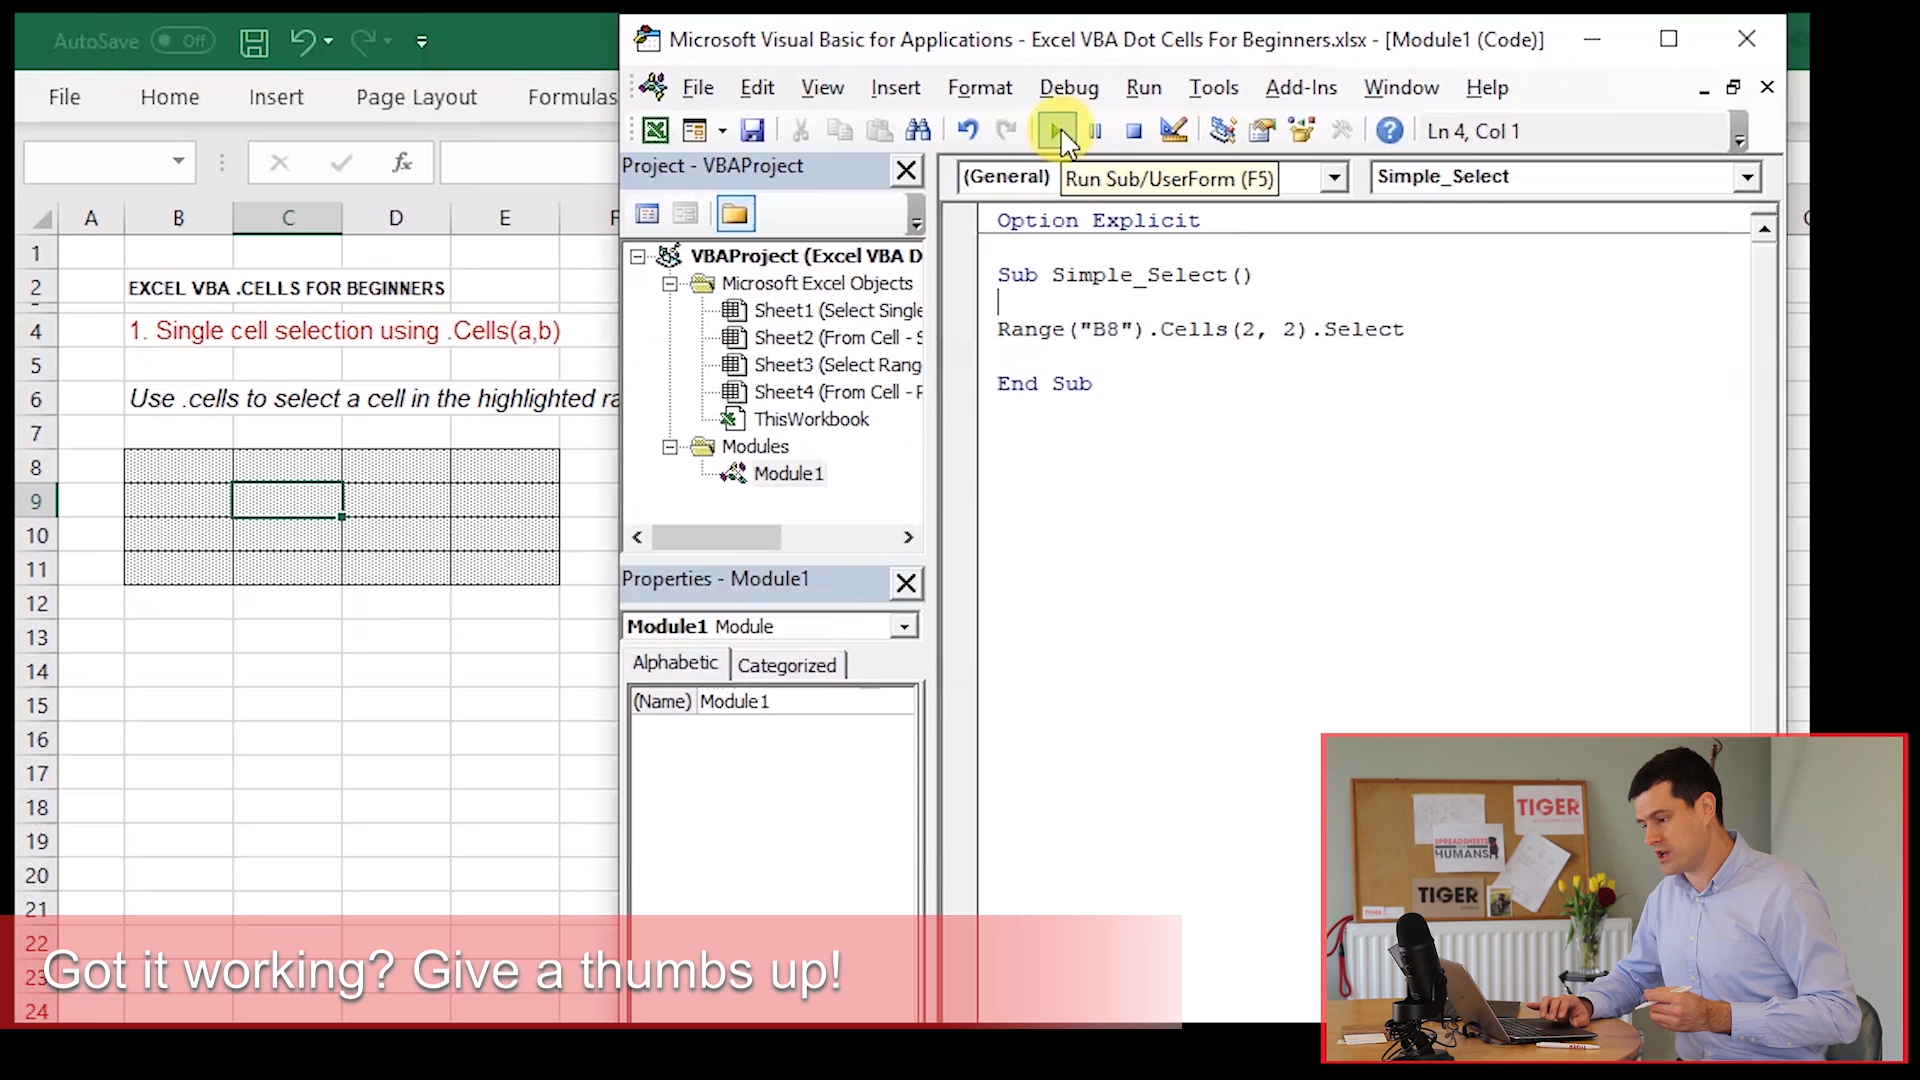 AutoSave Off
File Home Insert Page Layout Formulas
fx
A B C D E F
1
2 EXCEL VBA .CELLS FOR BEGINNERS
4 1. Single cell selection using .Cells(a,b)
5
6 Use .cells to select a cell in the highlighted ra
7
8
9
10
11
12
13
14
15
16
17
18
19
20
21
22
23
24
Microsoft Visual Basic for Applications - Excel VBA Dot Cells For Beginners.xlsx - [Module1 (Code)]
File Edit View Insert Format Debug Run Tools Add-Ins Window Help
Ln 4, Col 1
Project - VBAProject
VBAProject (Excel VBA D
Microsoft Excel Objects
Sheet1 (Select Single
Sheet2 (From Cell - S
Sheet3 (Select Rang
Sheet4 (From Cell - F
ThisWorkbook
Modules
Module1
Properties - Module1
Module1 Module
Alphabetic Categorized
(Name) Module1
(General) Simple_Select
Run Sub/UserForm (F5)
Option Explicit
Sub Simple_Select()
Range("B8").Cells(2, 2).Select
End Sub
Got it working? Give a thumbs up!
TIGER
SPREADSHEETS
HUMANS
TIGER